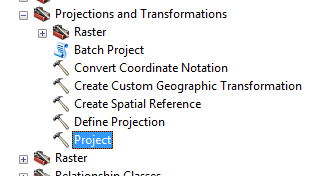 Projections and Transformations
Raster
Batch Project
Convert Coordinate Notation
Create Custom Geographic Transformation
Create Spatial Reference
Define Projection
Project
Raster
Relationship Classes